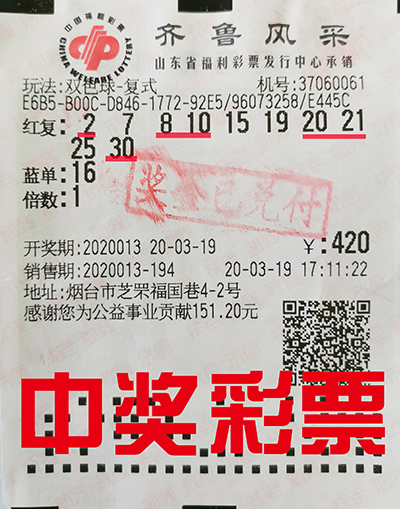 中国福利彩票
CHINA WELFARE LOTTERY
齐鲁风采
山东省福利彩票发行中心承销
玩法:双色球-复式 机号:37060061
E6B5-B00C-D846-1772-92E5/96073258/E445C
红复: 2 7 8 10 15 19 20 21
25 30
蓝单:16
倍数:1
奖金已兑付
开奖期:2020013 20-03-19 ¥:420
销售期:2020013-194 20-03-19 17:11:22
地址:烟台市芝罘福国巷4-2号
感谢您为公益事业贡献151.20元
中奖彩票